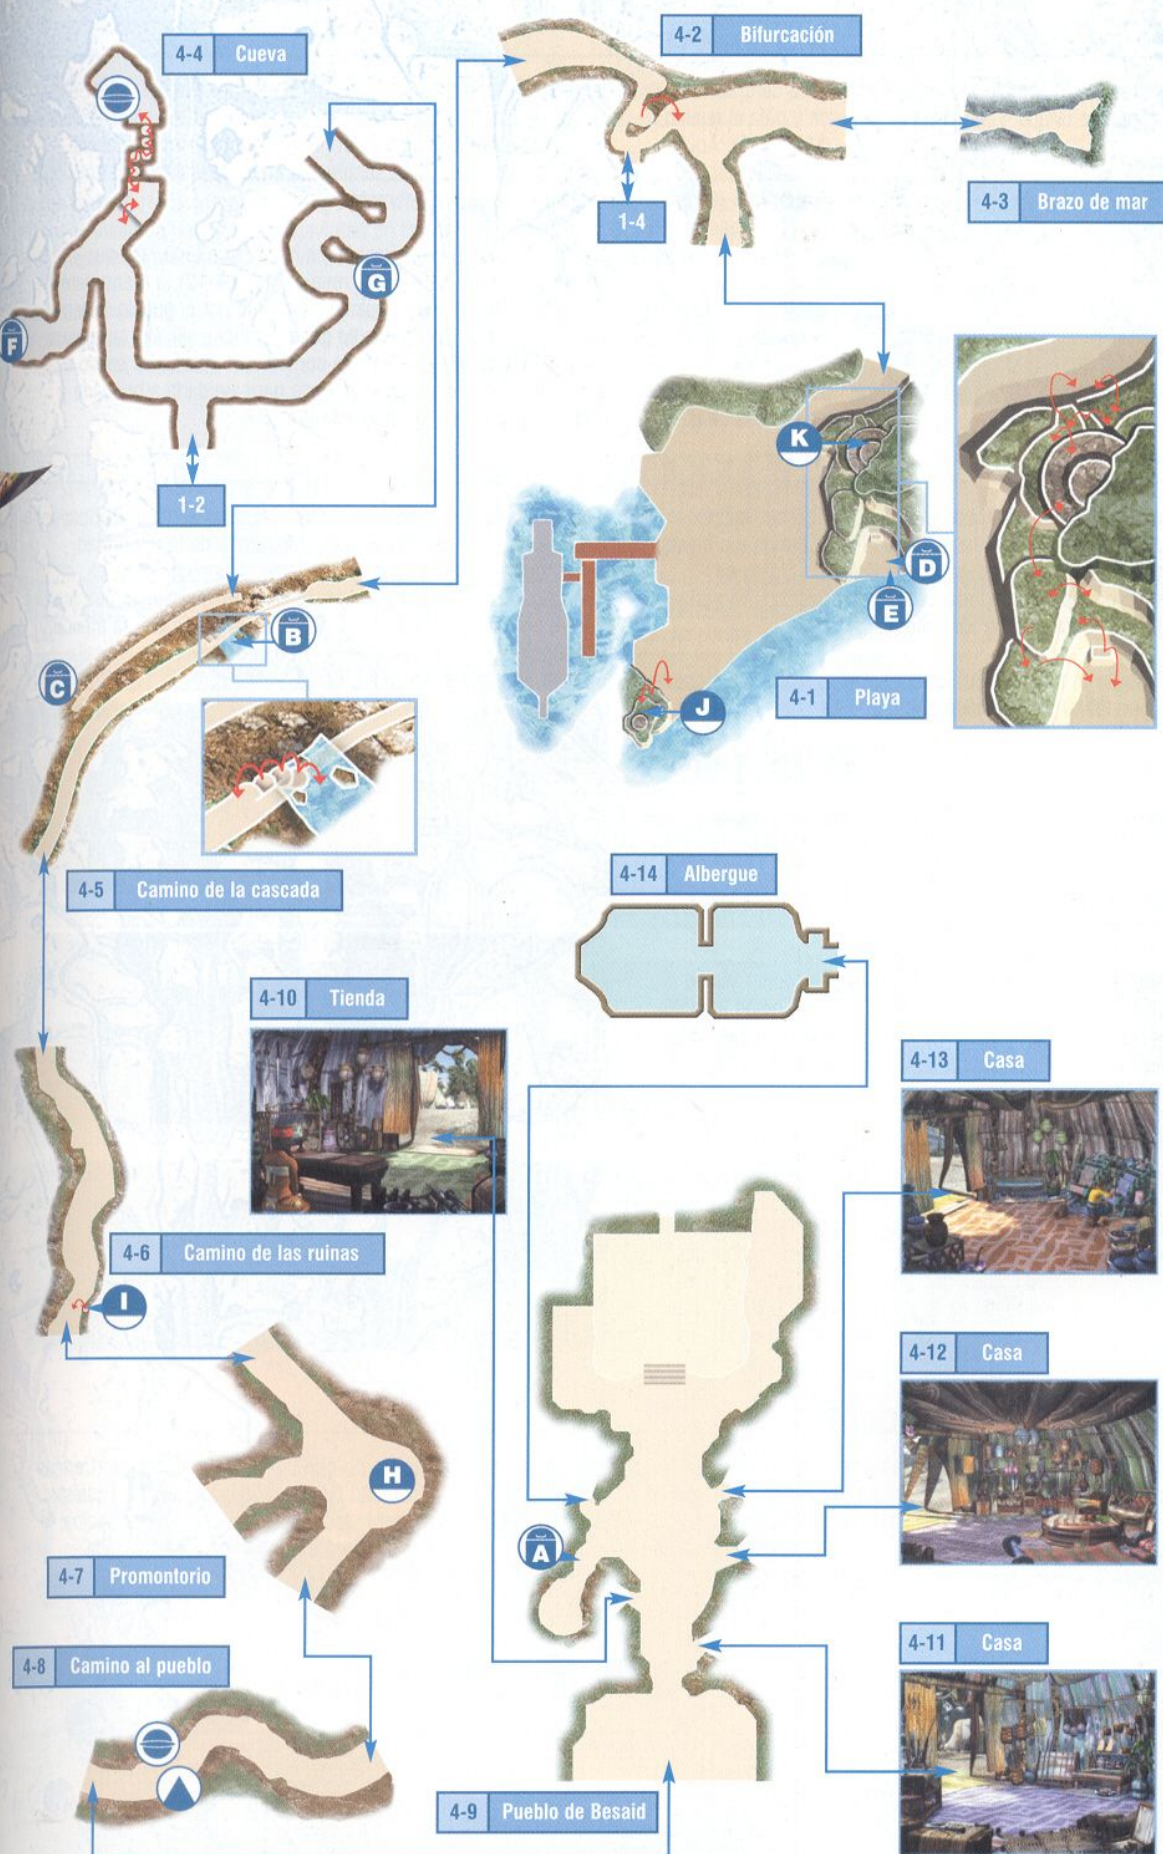 4-4 Cueva
4-2 Bifurcación
1-4
4-3 Brazo de mar
G
F
1-2
K
D
E
B
C
J
4-1 Playa
4-5 Camino de la cascada
4-14 Albergue
4-10 Tienda
4-13 Casa
4-6 Camino de las ruinas
I
4-12 Casa
H
A
4-7 Promontorio
4-8 Camino al pueblo
4-11 Casa
4-9 Pueblo de Besaid